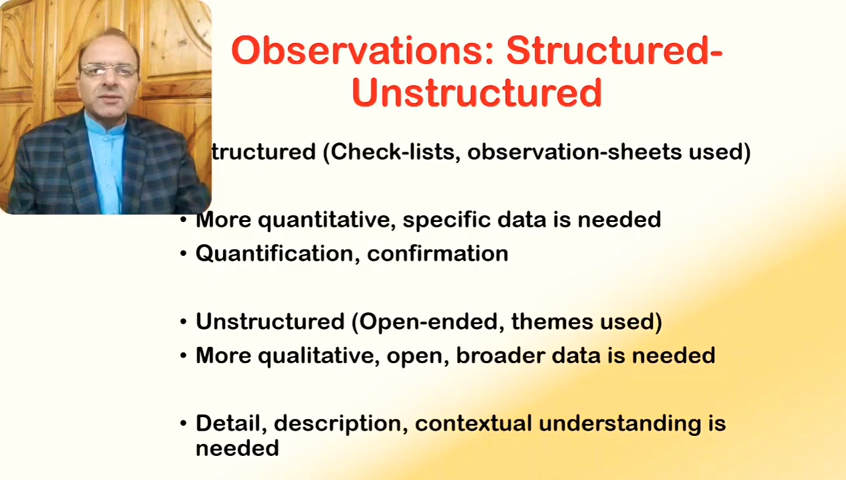 Observations: Structured-
Unstructured
tructured (Check-lists, observation-sheets used)
• More quantitative, specific data is needed
• Quantification, confirmation
• Unstructured (Open-ended, themes used)
• More qualitative, open, broader data is needed
• Detail, description, contextual understanding is
needed